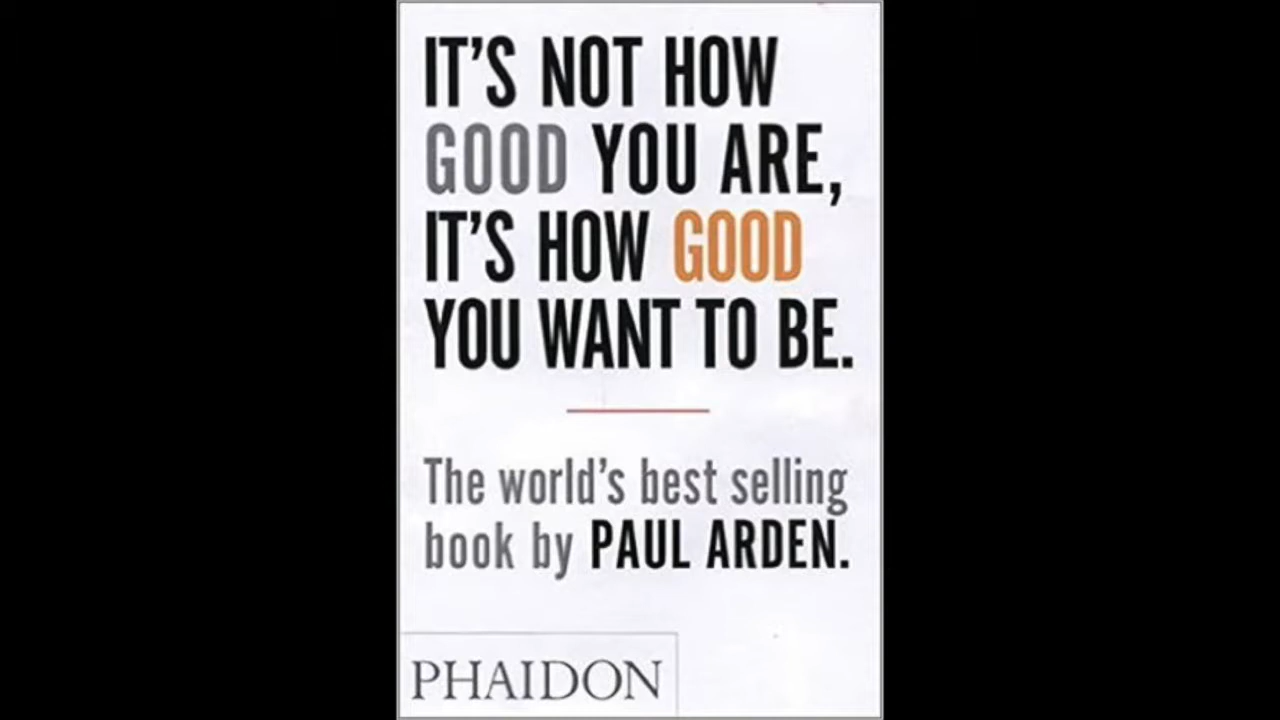 IT'S NOT HOW
GOOD YOU ARE,
IT'S HOW GOOD
YOU WANT TO BE.
The world's best selling
book by PAUL ARDEN.
PHAIDON